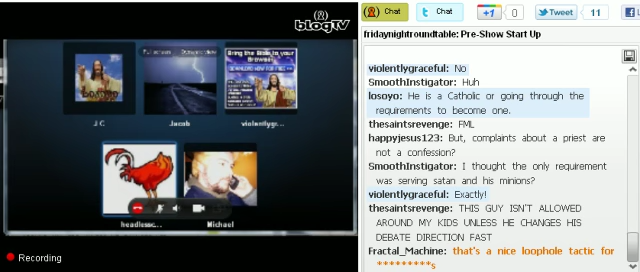 blogTV
Bring the Bible to your
Browser!
J C
Jacob
violentlygr...
headlessc...
Michael
Recording
Chat
Chat
+1
0
Tweet
11
fridaynightroundtable: Pre-Show Start Up
violentlygraceful: No
SmoothInstigator: Huh
losoyo: He is a Catholic or going through the
requirements to become one.
thesaintsrevenge: FML
happyjesus123: But, complaints about a priest are
not a confession?
SmoothInstigator: I thought the only requirement
was serving satan and his minions?
violentlygraceful: Exactly!
thesaintsrevenge: THIS GUY ISN'T ALLOWED
AROUND MY KIDS UNLESS HE CHANGES HIS
DEBATE DIRECTION FAST
Fractal_Machine: that's a nice loophole tactic for
*********s